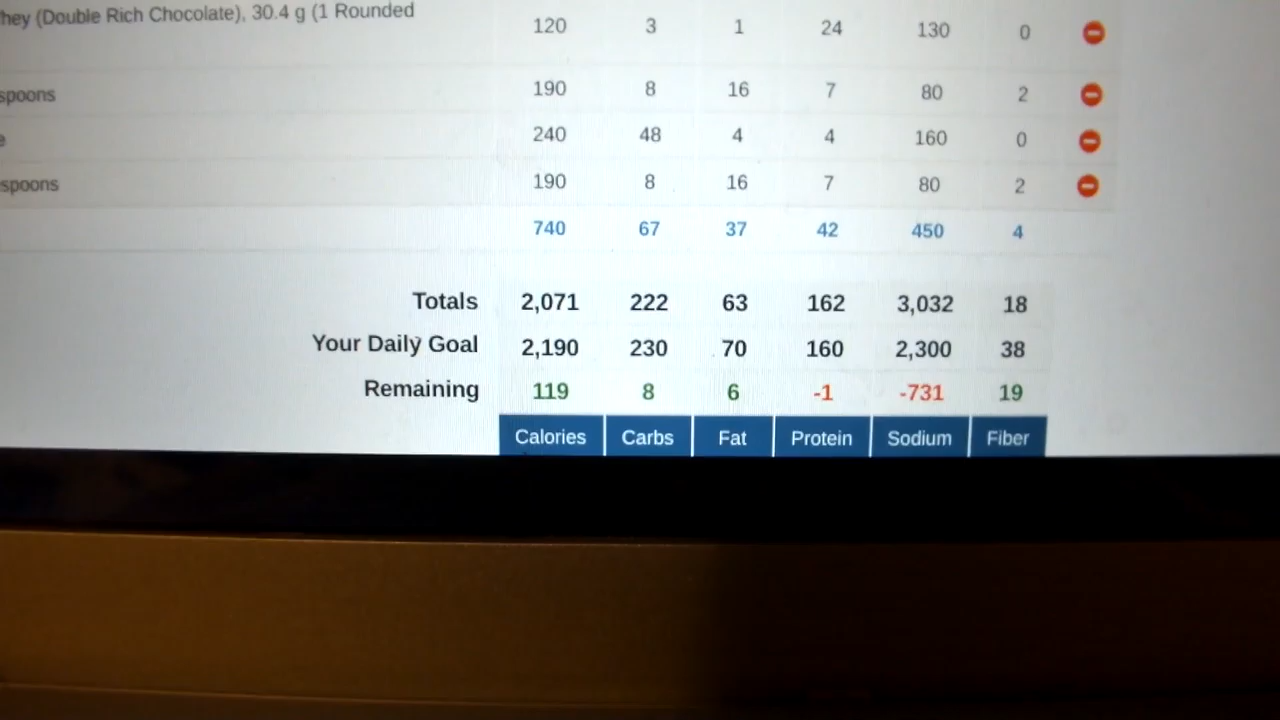 hey (Double Rich Chocolate), 30.4 g (1 Rounded
120 3 1 24 130 0
spoons 190 8 16 7 80 2
e 240 48 4 4 160 0
spoons 190 8 16 7 80 2
740 67 37 42 450 4
Totals 2,071 222 63 162 3,032 18
Your Daily Goal 2,190 230 70 160 2,300 38
Remaining 119 8 6 -1 -731 19
Calories Carbs Fat Protein Sodium Fiber